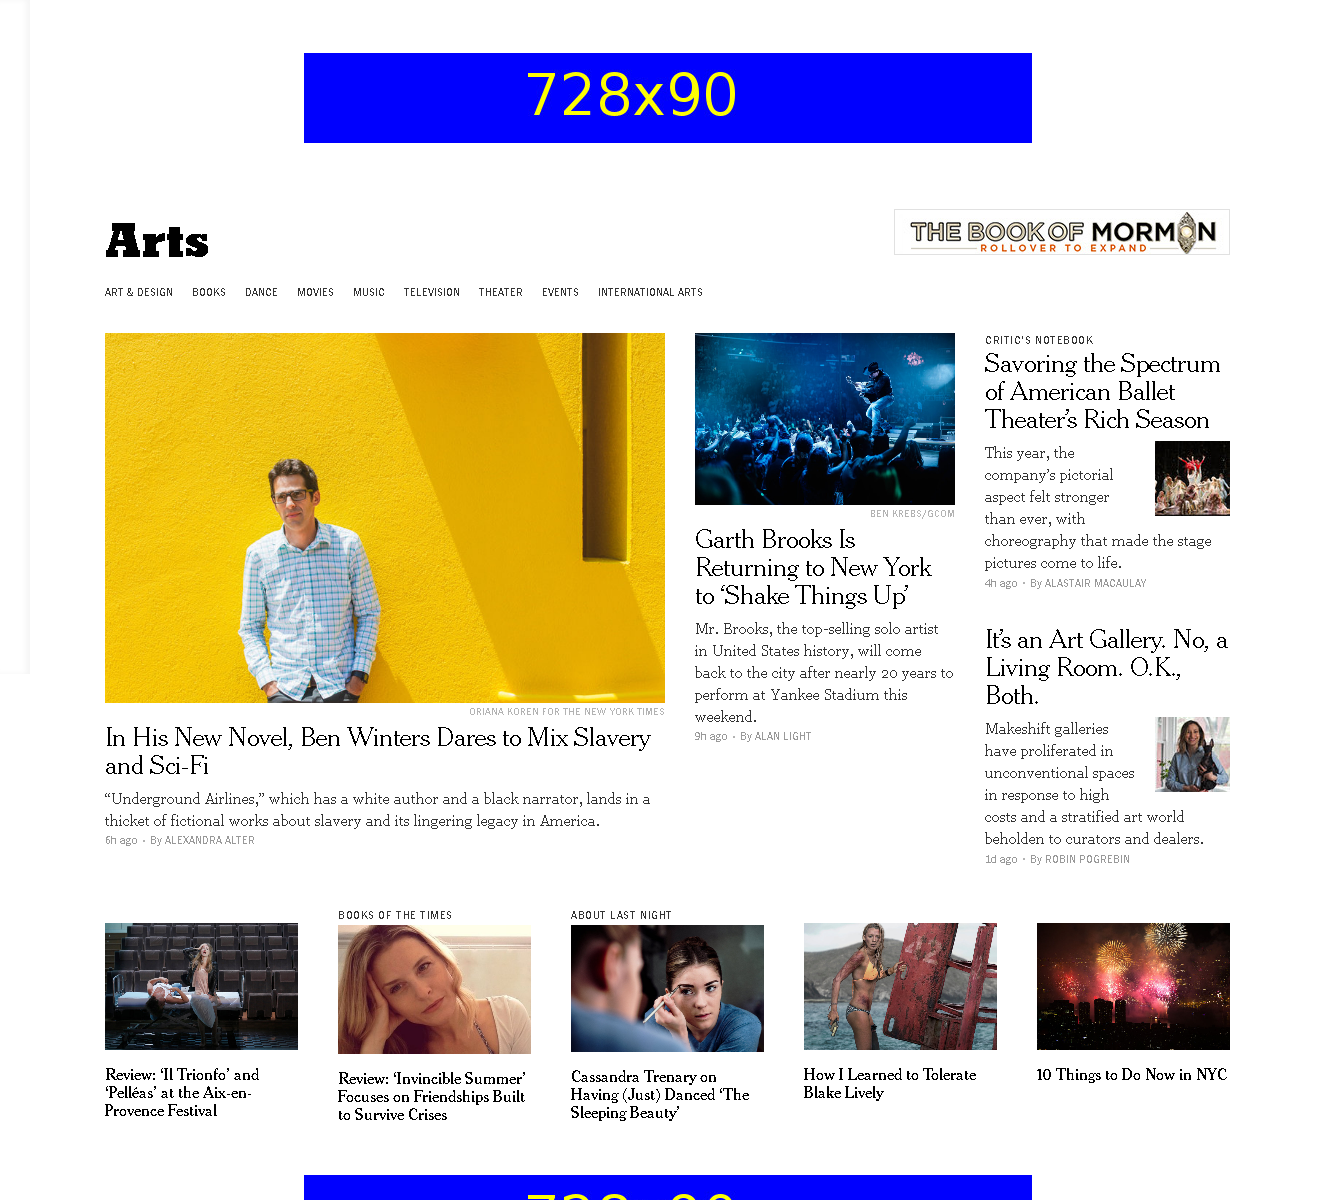 728x90
Arts
THE BOOK OF MORMON
ROLLOVER TO EXPAND
ART & DESIGN BOOKS DANCE MOVIES MUSIC TELEVISION THEATER EVENTS INTERNATIONAL ARTS
ORIANA KOREN FOR THE NEW YORK TIMES
In His New Novel, Ben Winters Dares to Mix Slavery
and Sci-Fi
“Underground Airlines,” which has a white author and a black narrator, lands in a
thicket of fictional works about slavery and its lingering legacy in America.
6h ago · By ALEXANDRA ALTER
BEN KREBS/GCOM
Garth Brooks Is
Returning to New York
to ‘Shake Things Up’
Mr. Brooks, the top-selling solo artist
in United States history, will come
back to the city after nearly 20 years to
perform at Yankee Stadium this
weekend.
9h ago · By ALAN LIGHT
CRITIC'S NOTEBOOK
Savoring the Spectrum
of American Ballet
Theater’s Rich Season
This year, the
company’s pictorial
aspect felt stronger
than ever, with
choreography that made the stage
pictures come to life.
4h ago · By ALASTAIR MACAULAY
It’s an Art Gallery. No, a
Living Room. O.K.,
Both.
Makeshift galleries
have proliferated in
unconventional spaces
in response to high
costs and a stratified art world
beholden to curators and dealers.
1d ago · By ROBIN POGREBIN
Review: ‘Il Trionfo’ and
‘Pelléas’ at the Aix-en-
Provence Festival
BOOKS OF THE TIMES
Review: ‘Invincible Summer’
Focuses on Friendships Built
to Survive Crises
ABOUT LAST NIGHT
Cassandra Trenary on
Having (Just) Danced ‘The
Sleeping Beauty’
How I Learned to Tolerate
Blake Lively
10 Things to Do Now in NYC